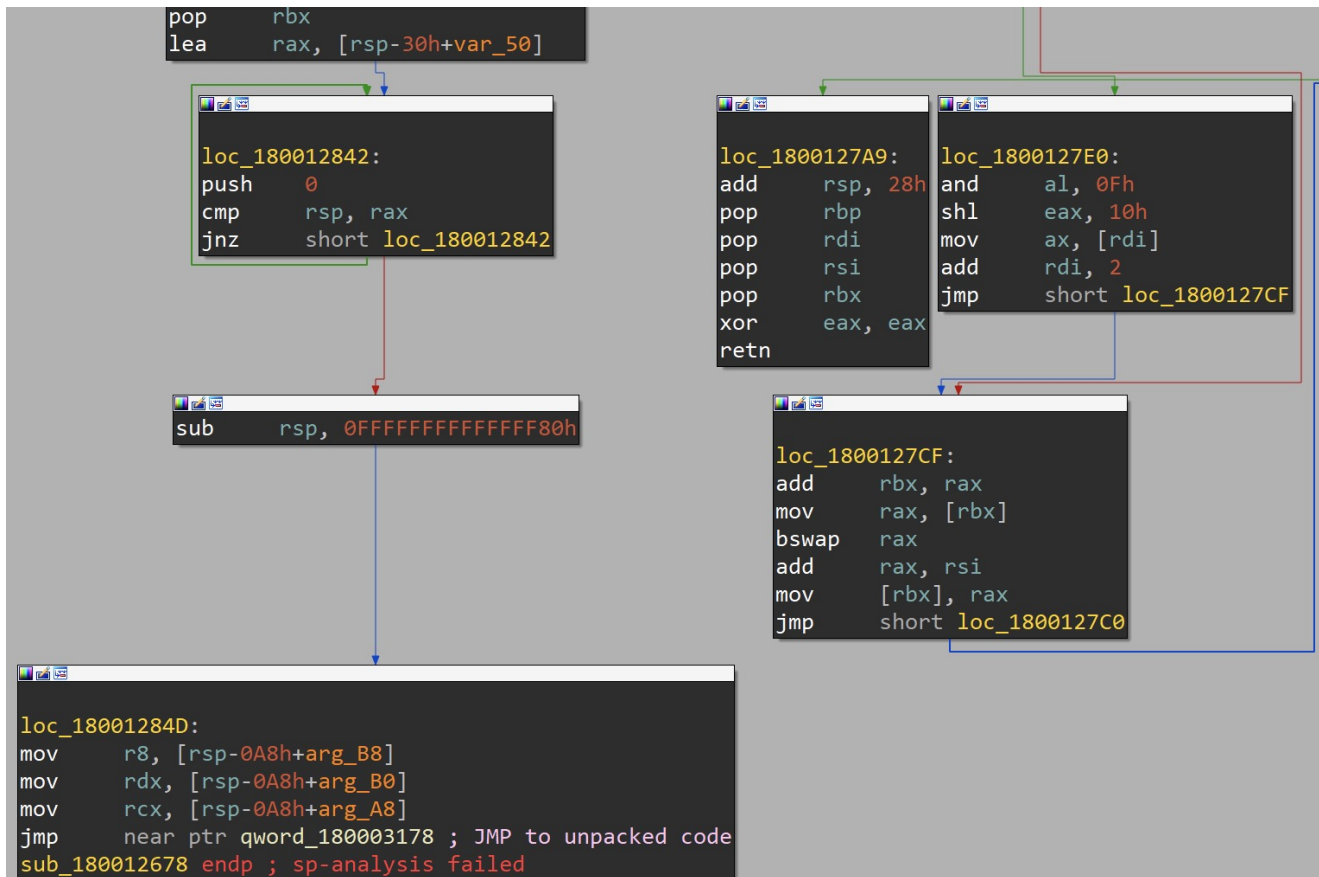 pop rbx
lea rax, [rsp-30h+var_50]
loc_180012842:
push 0
cmp rsp, rax
jnz short loc_180012842
sub rsp, 0FFFFFFFFFFFFFF80h
loc_18001284D:
mov r8, [rsp-0A8h+arg_B8]
mov rdx, [rsp-0A8h+arg_B0]
mov rcx, [rsp-0A8h+arg_A8]
jmp near ptr qword_180003178 ; JMP to unpacked code
sub_180012678 endp ; sp-analysis failed
loc_1800127A9:
add rsp, 28h
pop rbp
pop rdi
pop rsi
pop rbx
xor eax, eax
retn
loc_1800127E0:
and al, 0Fh
shl eax, 10h
mov ax, [rdi]
add rdi, 2
jmp short loc_1800127CF
loc_1800127CF:
add rbx, rax
mov rax, [rbx]
bswap rax
add rax, rsi
mov [rbx], rax
jmp short loc_1800127C0